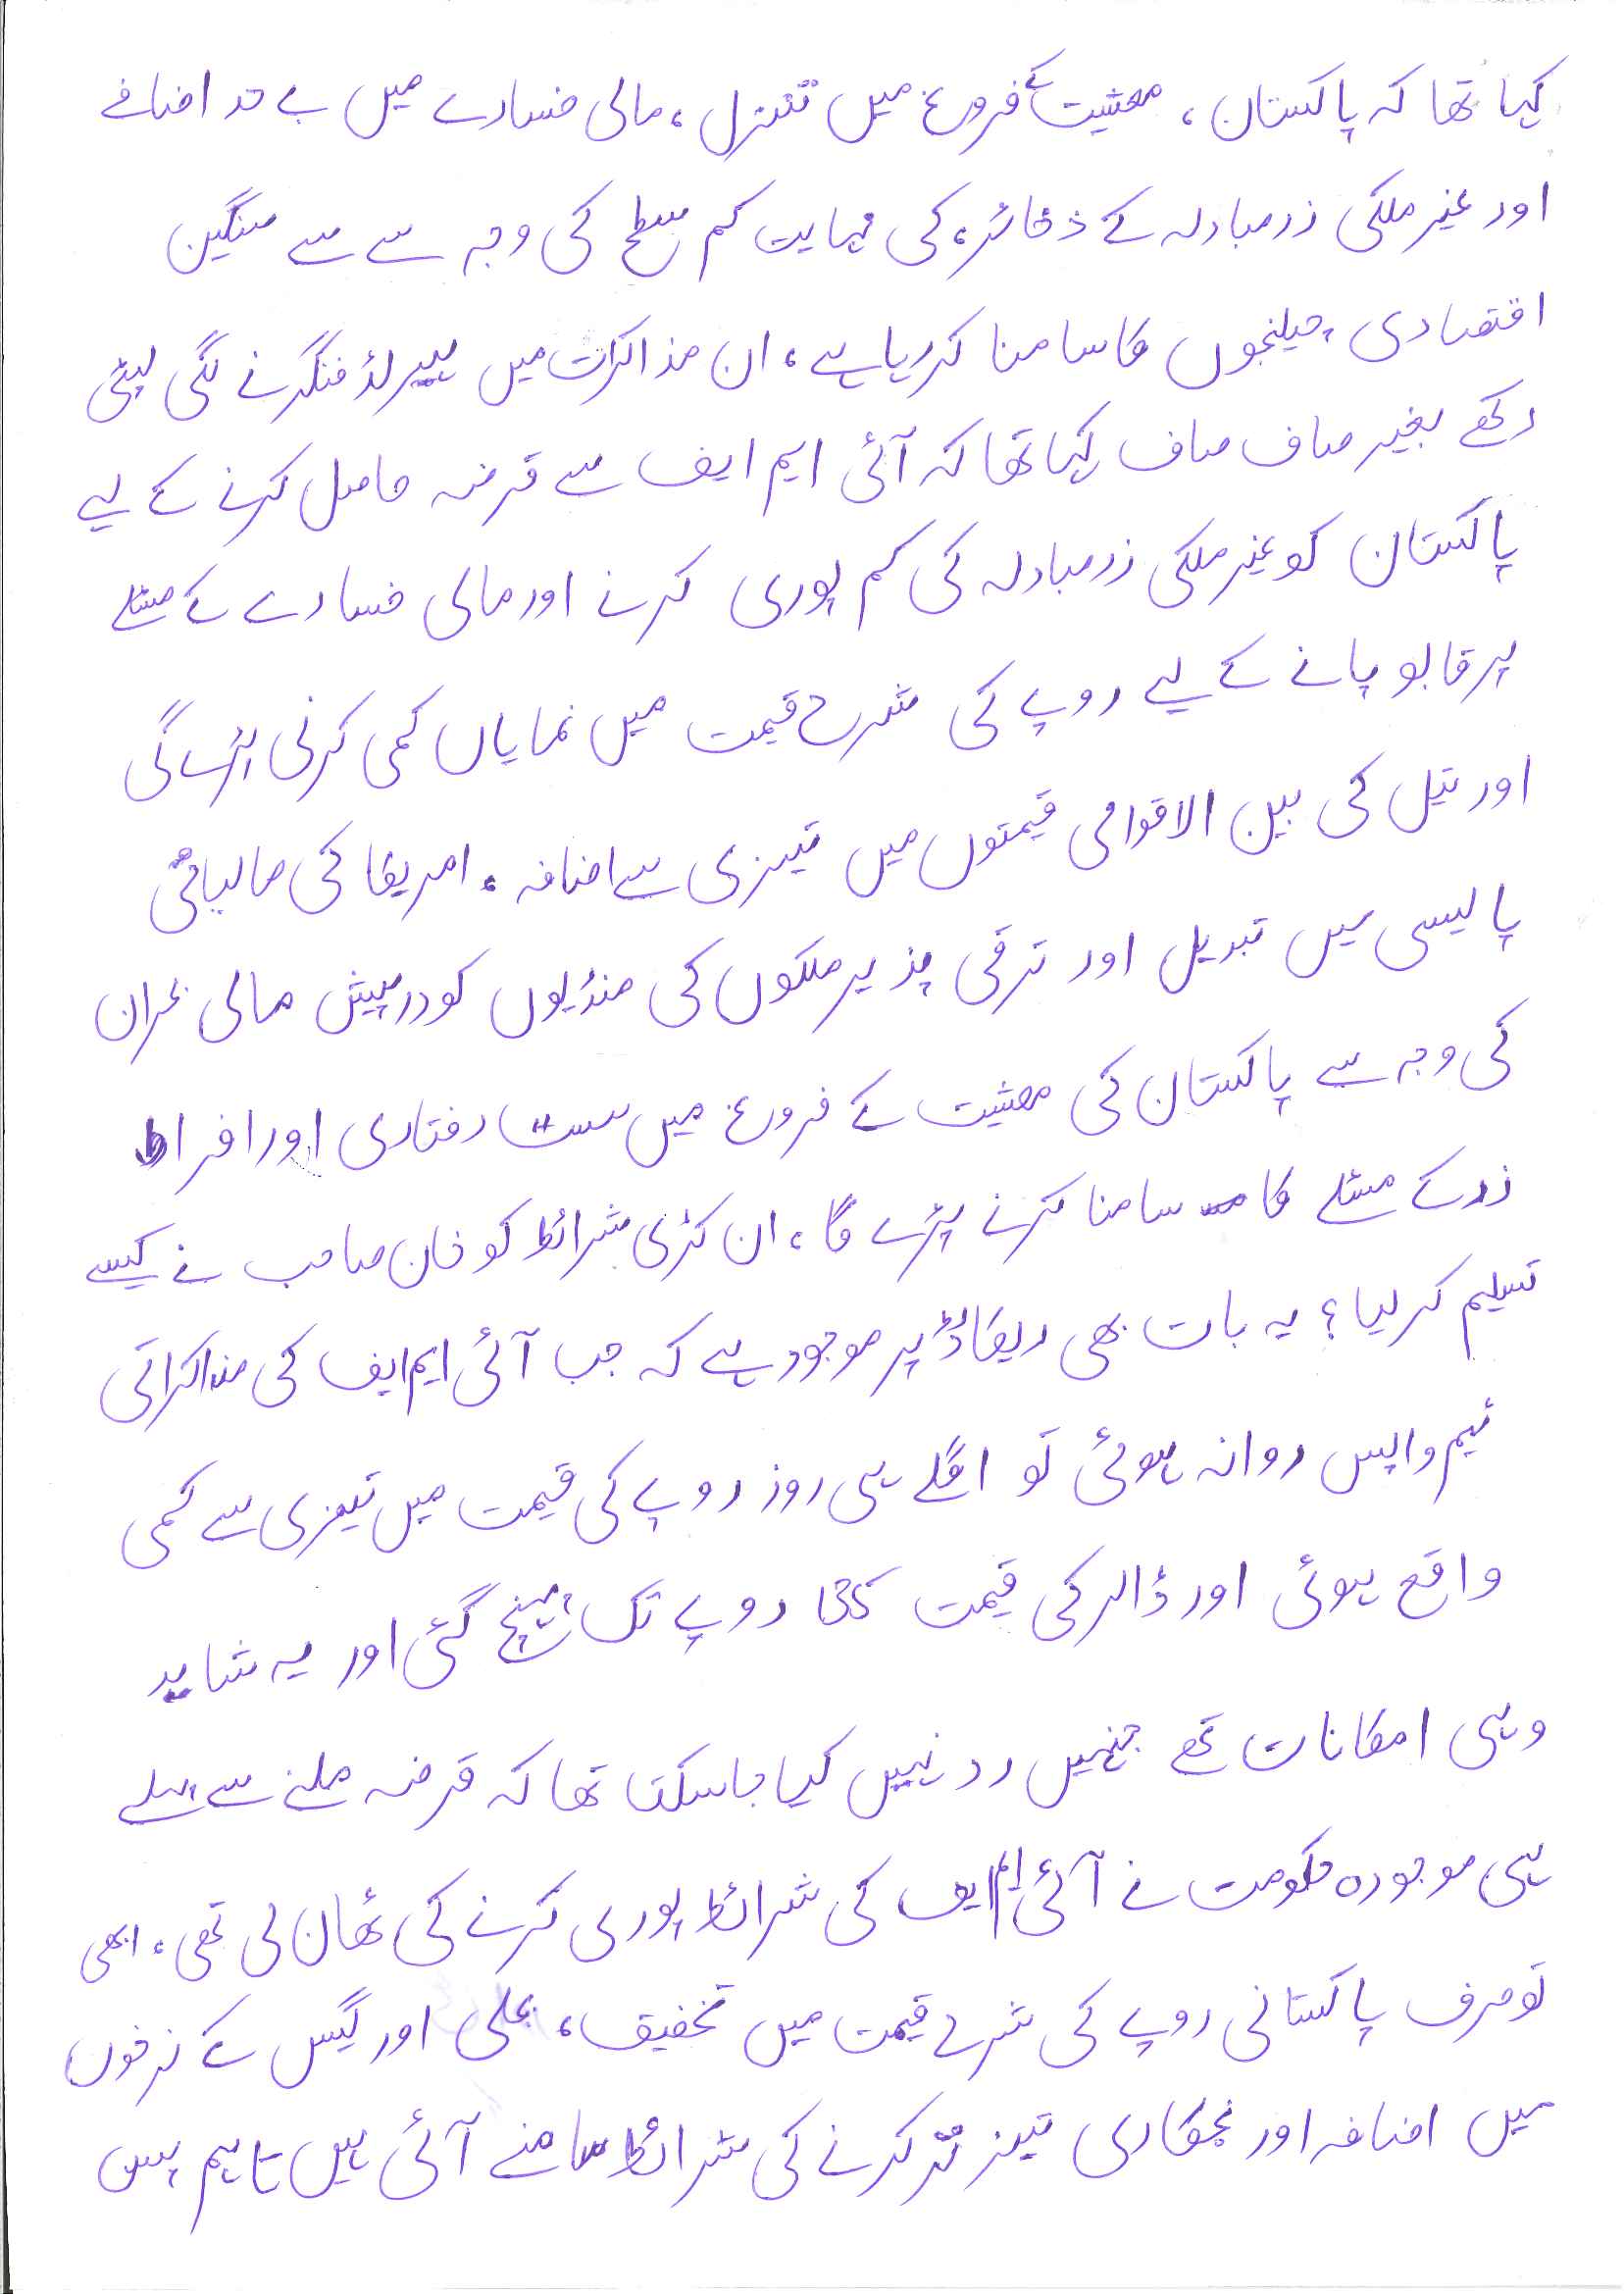 کہا تھا کہ پاکستان، معشیت کے فروغ میں تنزل، مالی خسارے میں بے حد اضافے
اور غیر ملکی زرمبادلہ کے ذخائر، کی نہایت کم سطح کی وجہ سے سے سنگین
اقتصادی چیلنجوں کا سامنا کررہا ہے، ان مذاکرات میں ہیرلڈ فنگرنے لگی لپٹی
رکھے بغیر صاف صاف کہا تھا کہ آئی ایم ایف سے قرضہ حاصل کرنے کے لیے
پاکستان کو غیر ملکی زرمبادلہ کی کم پوری کرنے اور مالی خسارے کے مسئلے
پر قابو پانے کے لیے روپے کی شرح قیمت میں نمایاں کمی کرنی پڑے گی
اور تیل کی بین الاقوامی قیمتوں میں تیزی سے اضافہ، امریکا کی مالیاتی
پالیسی میں تبدیل اور ترقی پذیر ملکوں کی منڈیوں کو درپیش مالی بحران
کی وجہ سے پاکستان کی معشیت کے فروغ میں سست رفتاری اور افراط
زر کے مسئلے کا سامنا کرنے پڑے گا، ان کڑی شرائط کو خان صاحب نے کیسے
تسلیم کر لیا؟ یہ بات بھی ریکارڈ پر موجود ہے کہ جب آئی ایم ایف کی مذاکراتی
ٹیم واپس روانہ ہوئی تو اگلے ہی روز روپے کی قیمت میں تیزی سے کمی
واقع ہوئی اور ڈالر کی قیمت روپے تک پہنچ گئی اور یہ شاید
وہی امکانات تھے جنہیں رد نہیں کیا جاسکتا تھا کہ قرضہ ملنے سے پہلے
ہی موجودہ حکومت نے آئی ایم ایف کی شرائط پوری کرنے کی ٹھان لی تھی، ابھی
تو صرف پاکستانی روپے کی شرح قیمت میں تخفیف، بجلی اور گیس کے نرخوں
میں اضافہ اور نجکاری تیز تر کرنے کی شرائط سامنے آئی ہیں تاہم پس